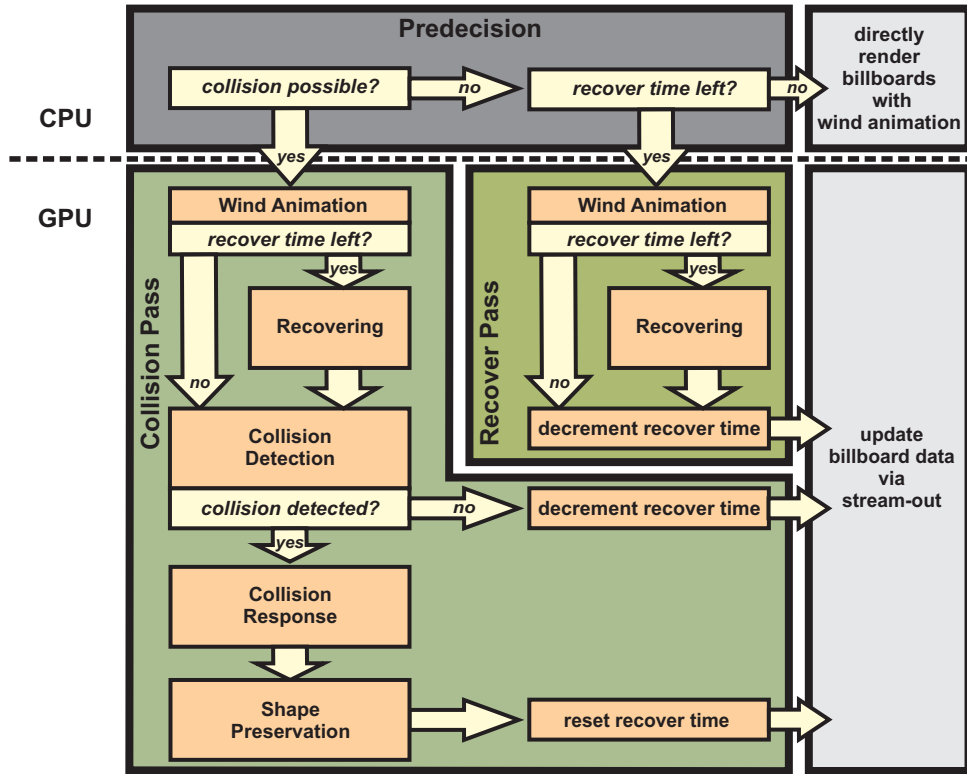 Predecision
collision possible?
no
recover time left?
no
directly
render
billboards
with
wind animation
CPU
yes
yes
GPU
Collision Pass
Wind Animation
recover time left?
yes
Recovering
no
Collision
Detection
collision detected?
no
decrement recover time
yes
Collision
Response
Shape
Preservation
reset recover time
Recover Pass
Wind Animation
recover time left?
yes
Recovering
no
decrement recover time
update
billboard data
via
stream-out